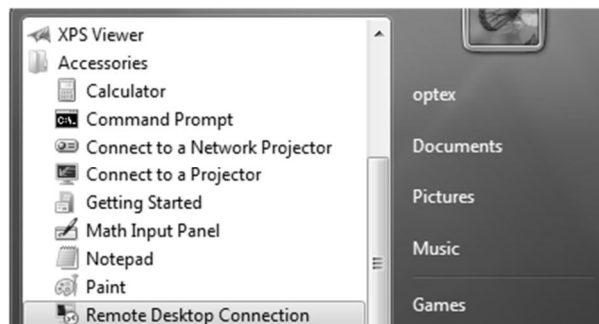 XPS Viewer
Accessories
Calculator
Command Prompt
Connect to a Network Projector
Connect to a Projector
Getting Started
Math Input Panel
Notepad
Paint
Remote Desktop Connection
optex
Documents
Pictures
Music
Games